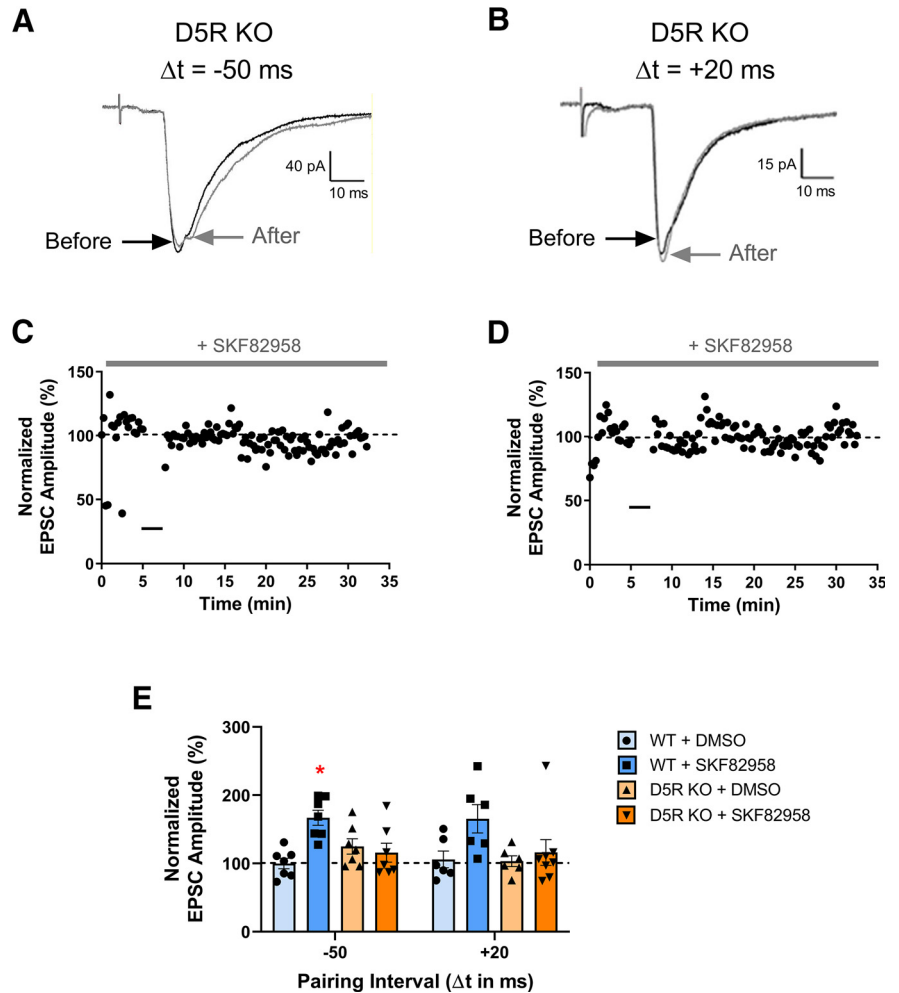 A
D5R KO
Δt = -50 ms
40 pA
10 ms
Before
After
B
D5R KO
Δt = +20 ms
15 pA
10 ms
Before
After
C
+ SKF82958
Normalized
EPSC Amplitude (%)
150
100
50
0
0 5 10 15 20 25 30 35
Time (min)
D
+ SKF82958
Normalized
EPSC Amplitude (%)
150
100
50
0
0 5 10 15 20 25 30 35
Time (min)
E
Normalized
EPSC Amplitude (%)
300
200
100
0
*
-50 +20
Pairing Interval (Δt in ms)
WT + DMSO
WT + SKF82958
D5R KO + DMSO
D5R KO + SKF82958